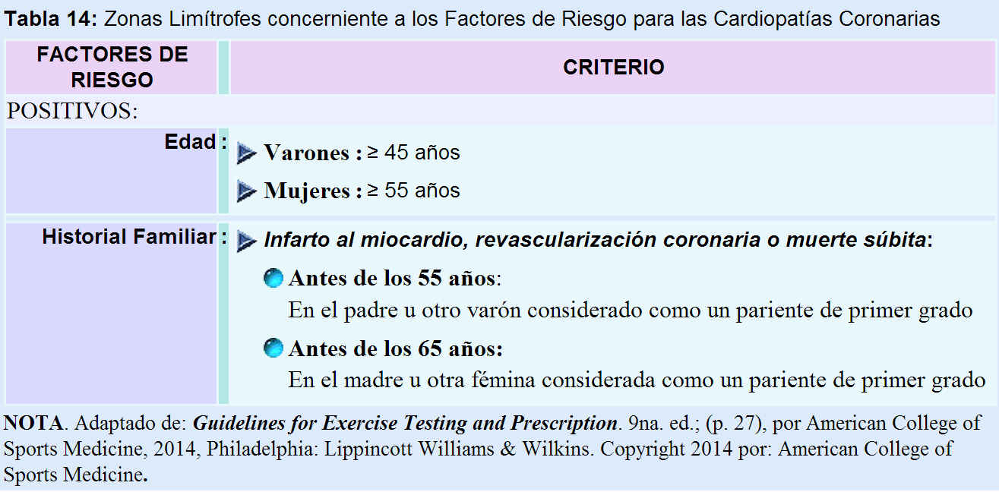 Tabla 14: Zonas Limítrofes concerniente a los Factores de Riesgo para las Cardiopatías Coronarias
FACTORES DE
RIESGO
CRITERIO
POSITIVOS:
Edad :
Varones : ≥ 45 años
Mujeres : ≥ 55 años
Historial Familiar :
Infarto al miocardio, revascularización coronaria o muerte súbita:
Antes de los 55 años:
En el padre u otro varón considerado como un pariente de primer grado
Antes de los 65 años:
En el madre u otra fémina considerada como un pariente de primer grado
NOTA. Adaptado de: Guidelines for Exercise Testing and Prescription. 9na. ed.; (p. 27), por American College of
Sports Medicine, 2014, Philadelphia: Lippincott Williams & Wilkins. Copyright 2014 por: American College of
Sports Medicine.